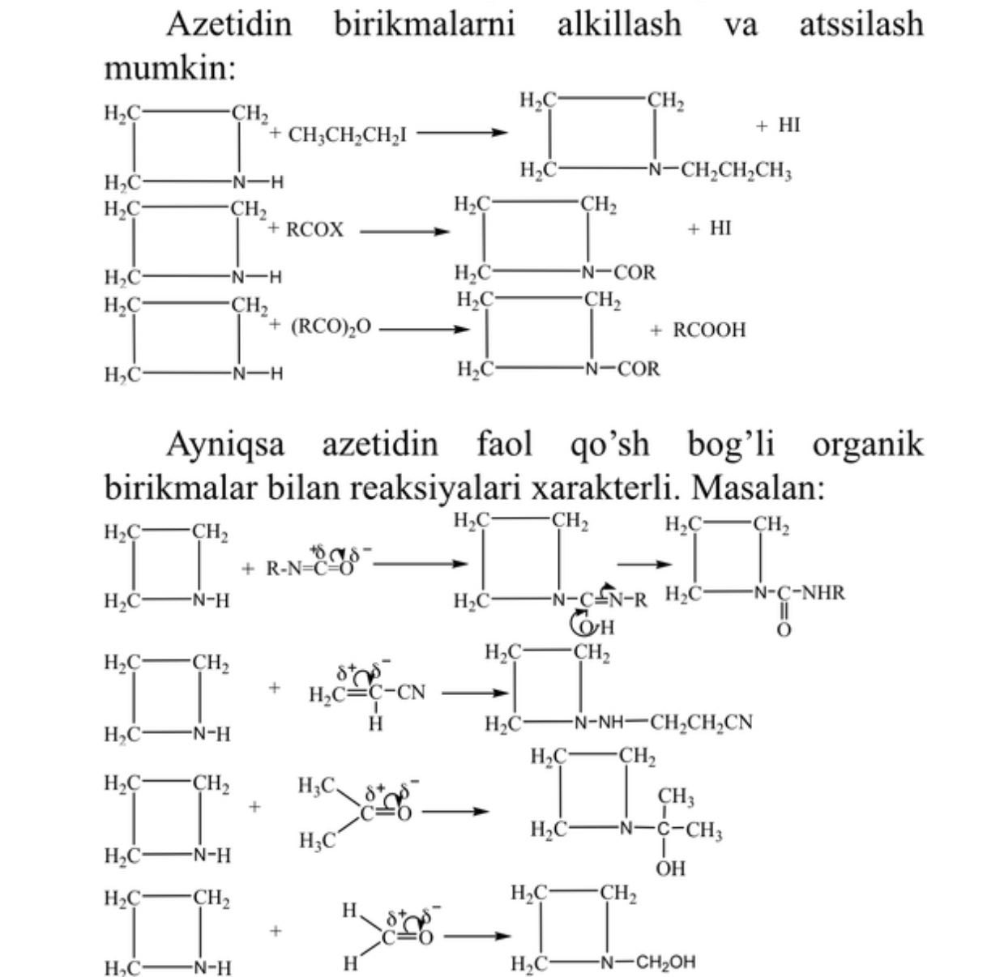 Azetidin birikmalarni alkillash va atssilash
mumkin:
H₂C CH₂ + CH₃CH₂CH₂I H₂C CH₂ + HI
H₂C N—H H₂C N—CH₂CH₂CH₃
H₂C CH₂ + RCOX H₂C CH₂ + HI
H₂C N—H H₂C N—COR
H₂C CH₂ + (RCO)₂O H₂C CH₂ + RCOOH
H₂C N—H H₂C N—COR
Ayniqsa azetidin faol qo’sh bog’li organik
birikmalar bilan reaksiyalari xarakterli. Masalan:
H₂C CH₂ H₂C CH₂ H₂C CH₂
+δ δ⁻
+ R-N=C=O
H₂C N-H H₂C N-C=N-R H₂C N-C-NHR
OH O
H₂C CH₂ H₂C CH₂
δ⁺ δ⁻
+ H₂C=C-CN
H
H₂C N-H H₂C N-NH—CH₂CH₂CN
H₂C CH₂ H₃C H₂C CH₂
δ⁺ δ⁻ CH₃
+ C=O
H₂C N-H H₃C H₂C N—C—CH₃
OH
H₂C CH₂ H H₂C CH₂
δ⁺ δ⁻
+ C=O
H₂C N-H H H₂C N—CH₂OH